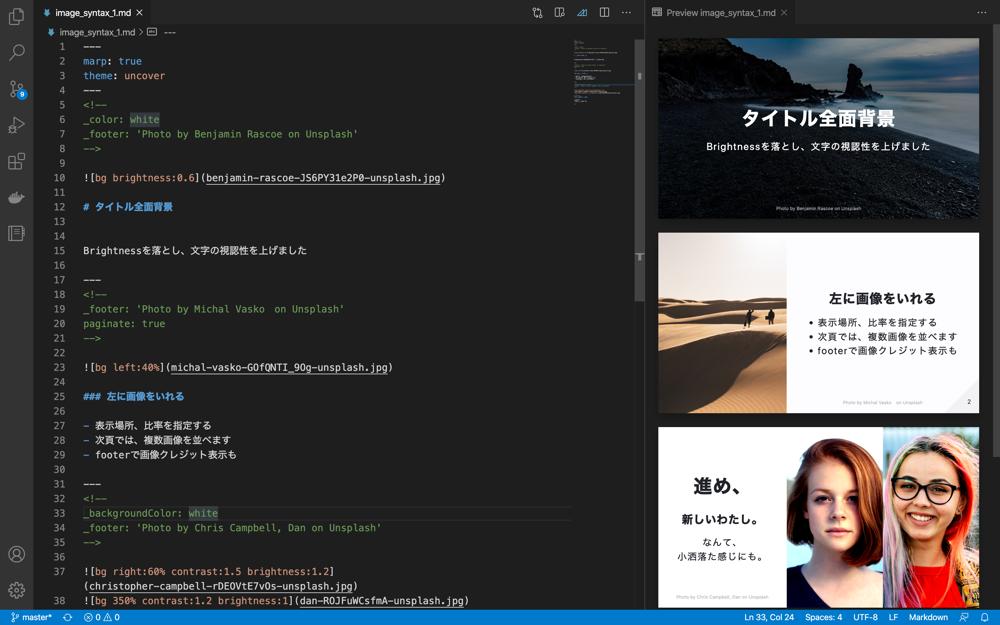 image_syntax_1.md
Preview image_syntax_1.md
image_syntax_1.md > ---
1 ---
2 marp: true
3 theme: uncover
4 ---
5 <!--
6 _color: white
7 _footer: 'Photo by Benjamin Rascoe on Unsplash'
8 -->
9
10 ![bg brightness:0.6](benjamin-rascoe-JS6PY31e2P0-unsplash.jpg)
11
12 # タイトル全面背景
13
14
15 Brightnessを落とし、文字の視認性を上げました
16
17 ---
18 <!--
19 _footer: 'Photo by Michal Vasko  on Unsplash'
20 paginate: true
21 -->
22
23 ![bg left:40%](michal-vasko-GOfQNTI_9Og-unsplash.jpg)
24
25 ### 左に画像をいれる
26
27 - 表示場所、比率を指定する
28 - 次頁では、複数画像を並べます
29 - footerで画像クレジット表示も
30
31 ---
32 <!--
33 _backgroundColor: white
34 _footer: 'Photo by Chris Campbell, Dan on Unsplash'
35 -->
36
37 ![bg right:60% contrast:1.5 brightness:1.2]
(christopher-campbell-rDEOVtE7vOs-unsplash.jpg)
38 ![bg 350% contrast:1.2 brightness:1](dan-ROJFuWCsfmA-unsplash.jpg)
タイトル全面背景
Brightnessを落とし、文字の視認性を上げました
Photo by Benjamin Rascoe on Unsplash
左に画像をいれる
• 表示場所、比率を指定する
• 次頁では、複数画像を並べます
• footerで画像クレジット表示も
Photo by Michal Vasko on Unsplash
2
進め、
新しいわたし。
なんて、
小洒落た感じにも。
Photo by Chris Campbell, Dan on Unsplash
9
master*
0 0
Ln 33, Col 24
Spaces: 4
UTF-8
LF
Markdown